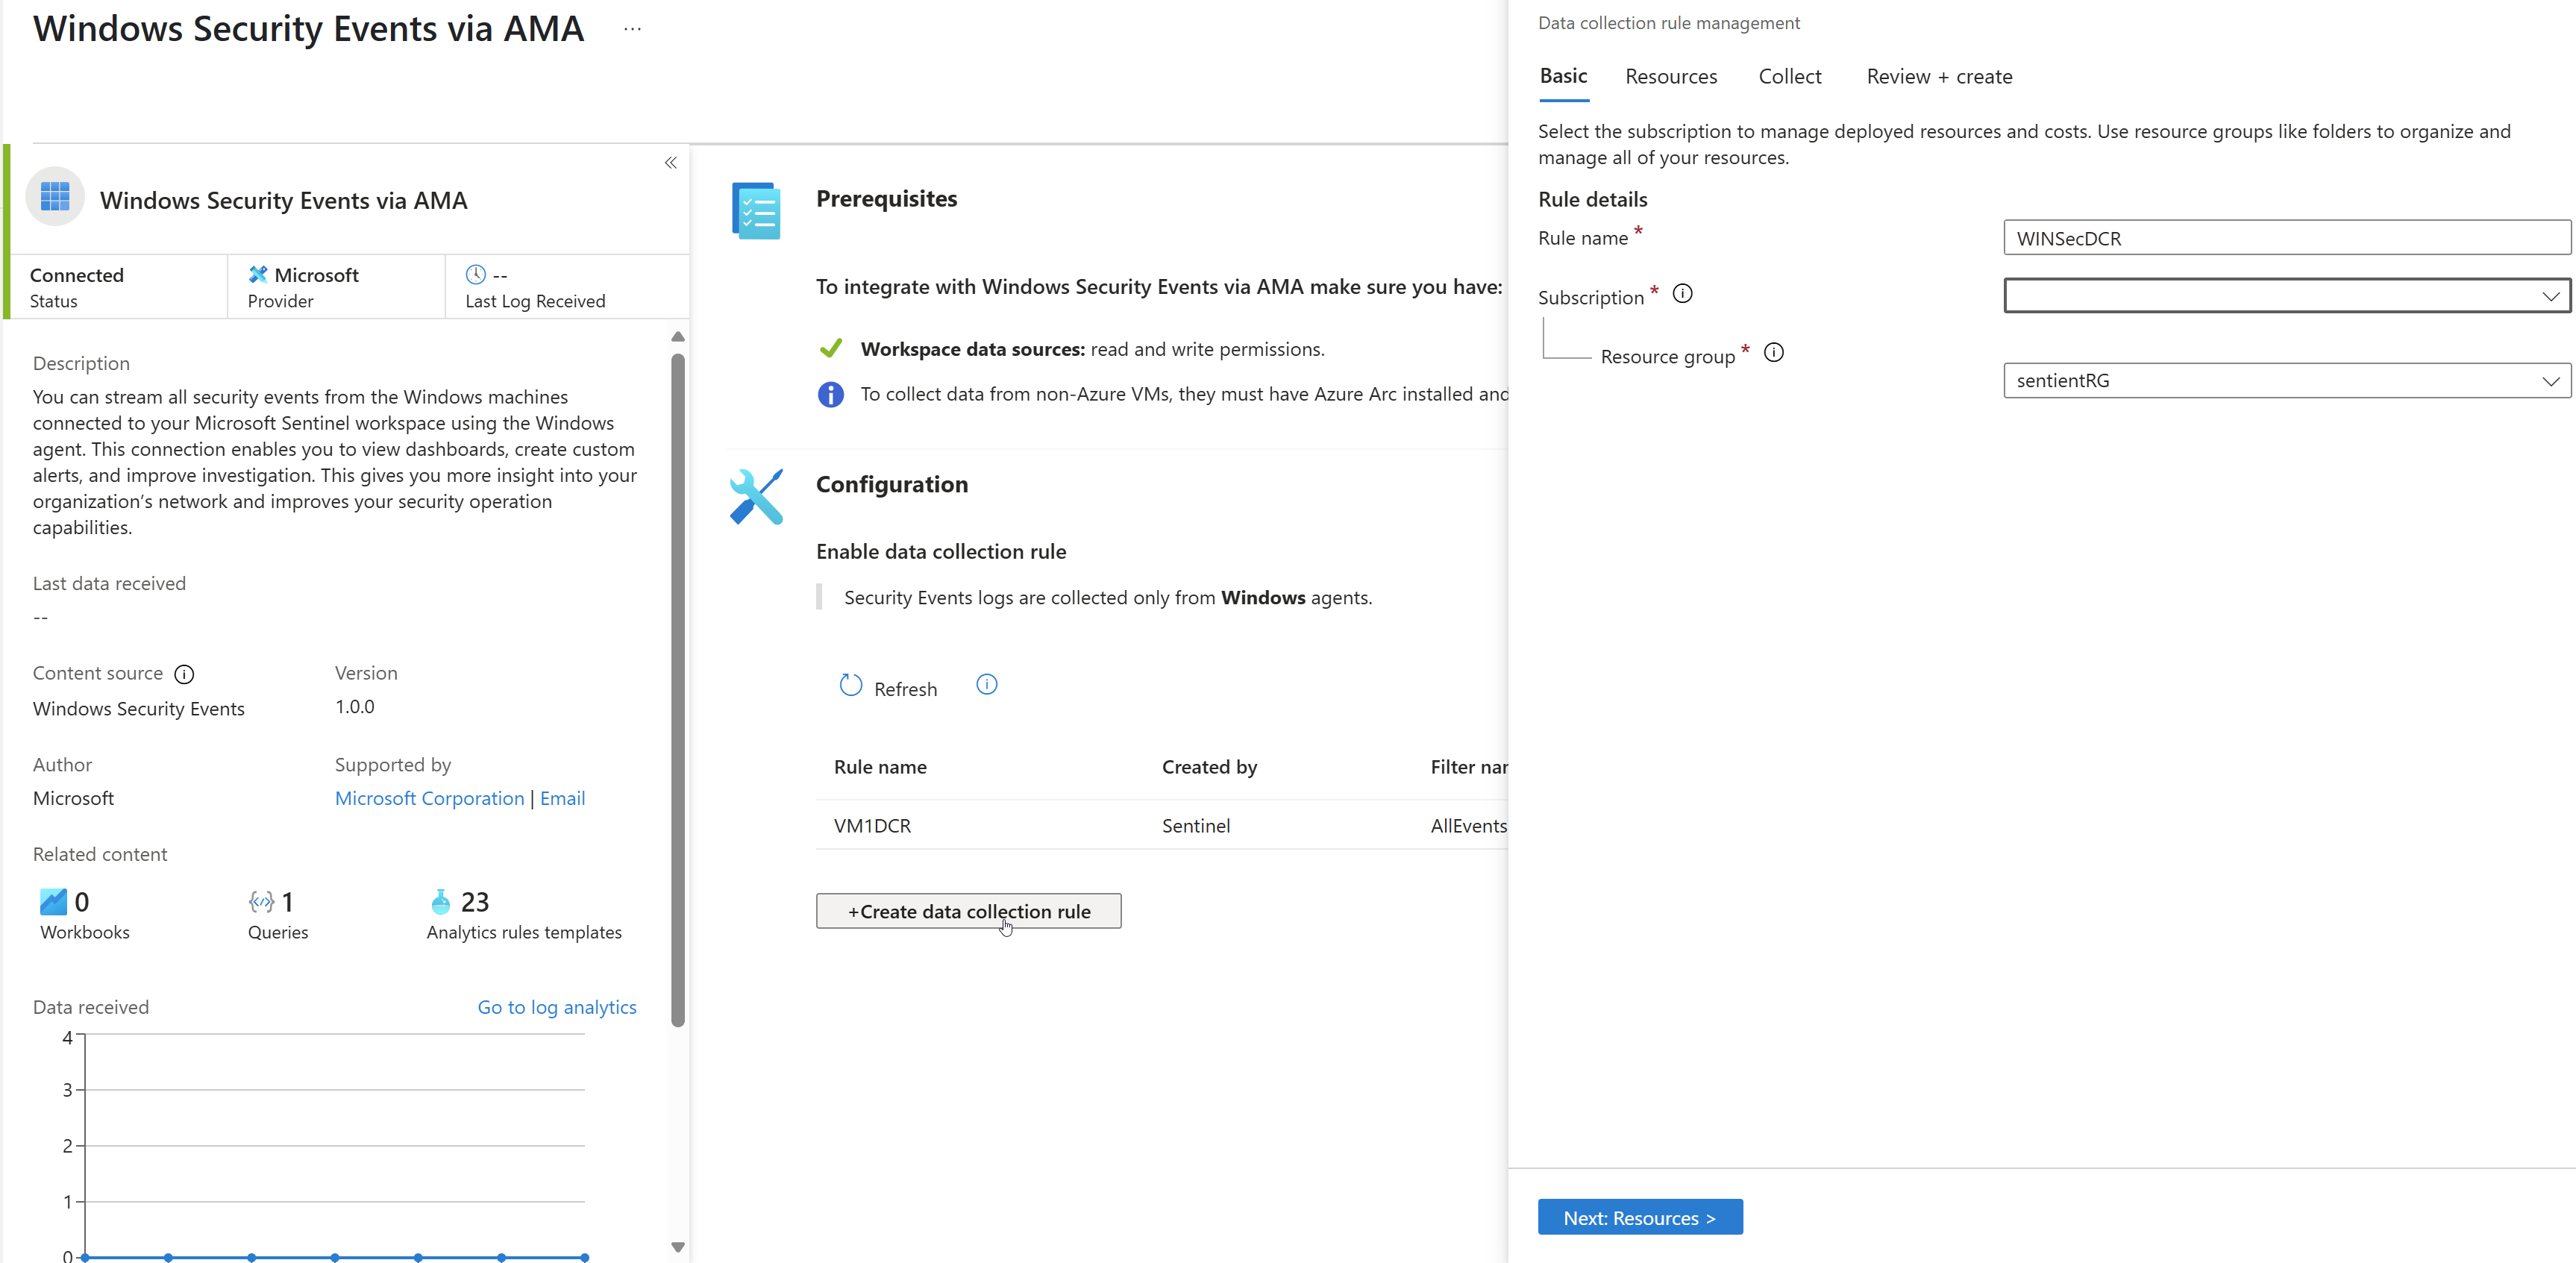 Windows Security Events via AMA ...
Windows Security Events via AMA
Connected
Status
Microsoft
Provider
--
Last Log Received
Description
You can stream all security events from the Windows machines
connected to your Microsoft Sentinel workspace using the Windows
agent. This connection enables you to view dashboards, create custom
alerts, and improve investigation. This gives you more insight into your
organization’s network and improves your security operation
capabilities.
Last data received
--
Content source
Version
Windows Security Events
1.0.0
Author
Supported by
Microsoft
Microsoft Corporation | Email
Related content
0
Workbooks
1
Queries
23
Analytics rules templates
Data received
Go to log analytics
4
3
2
1
0
Prerequisites
To integrate with Windows Security Events via AMA make sure you have:
Workspace data sources: read and write permissions.
To collect data from non-Azure VMs, they must have Azure Arc installed and
Configuration
Enable data collection rule
Security Events logs are collected only from Windows agents.
Refresh
Rule name Created by Filter nar
VM1DCR Sentinel AllEvents
+Create data collection rule
Data collection rule management
Basic Resources Collect Review + create
Select the subscription to manage deployed resources and costs. Use resource groups like folders to organize and
manage all of your resources.
Rule details
Rule name *
WINSecDCR
Subscription *
Resource group *
sentientRG
Next: Resources >